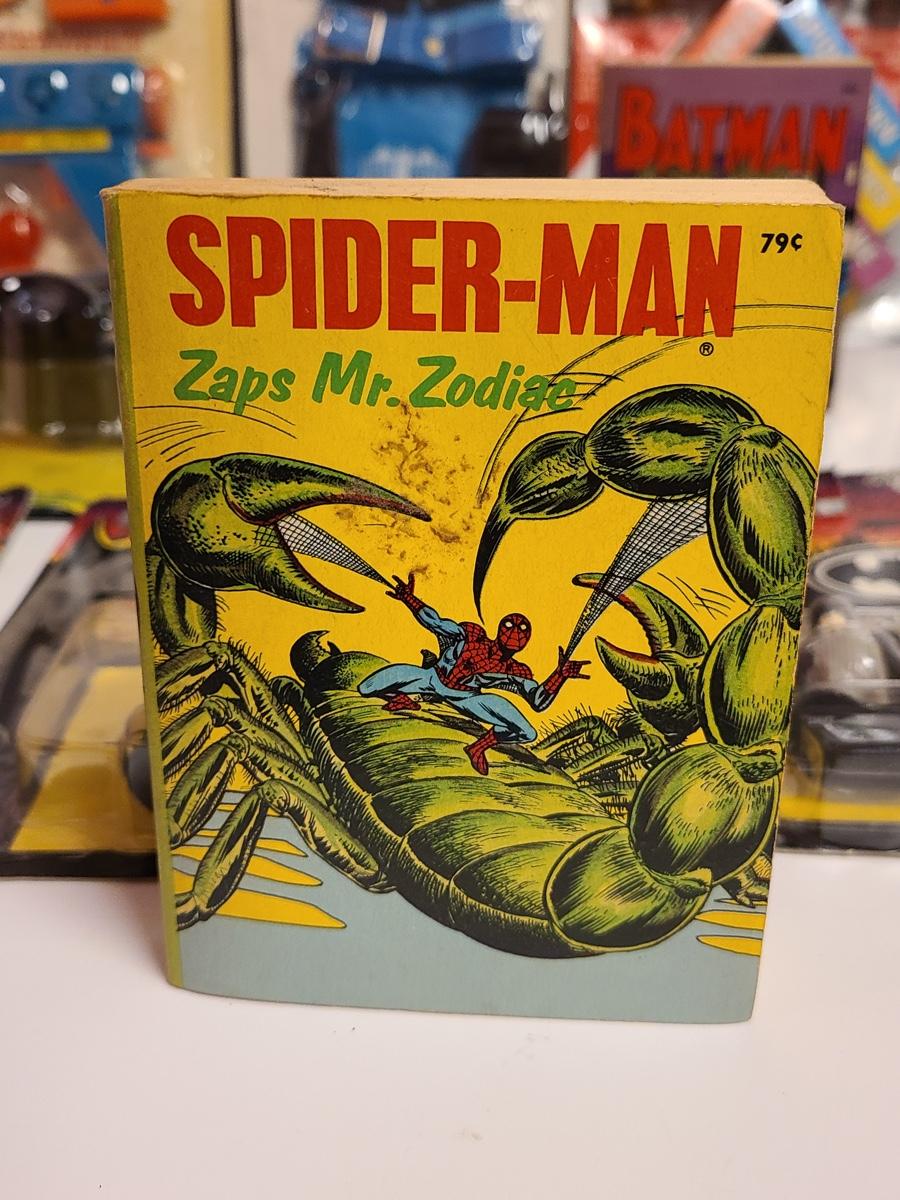 BATMAN
SPIDER-MAN
®
79¢
Zaps Mr. Zodiac